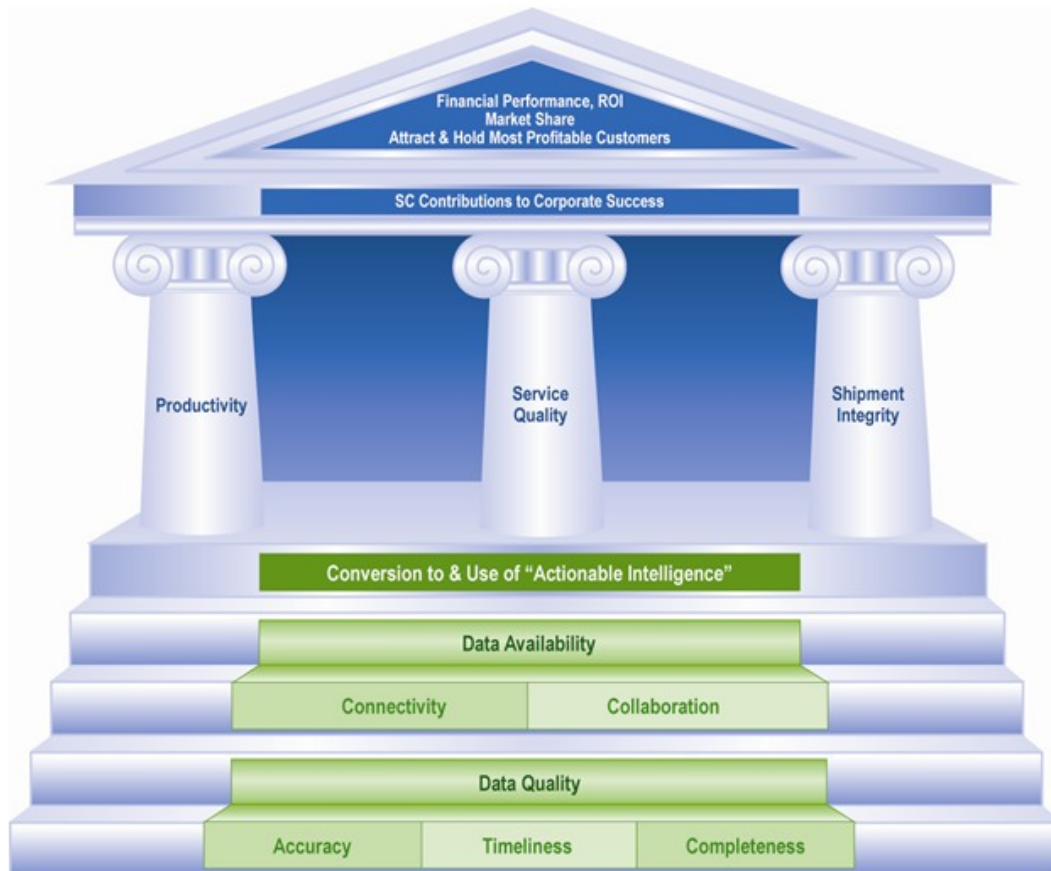 Financial Performance, ROI
Market Share
Attract & Hold Most Profitable Customers
SC Contributions to Corporate Success
Productivity
Service
Quality
Shipment
Integrity
Conversion to & Use of “Actionable Intelligence”
Data Availability
Connectivity
Collaboration
Data Quality
Accuracy
Timeliness
Completeness